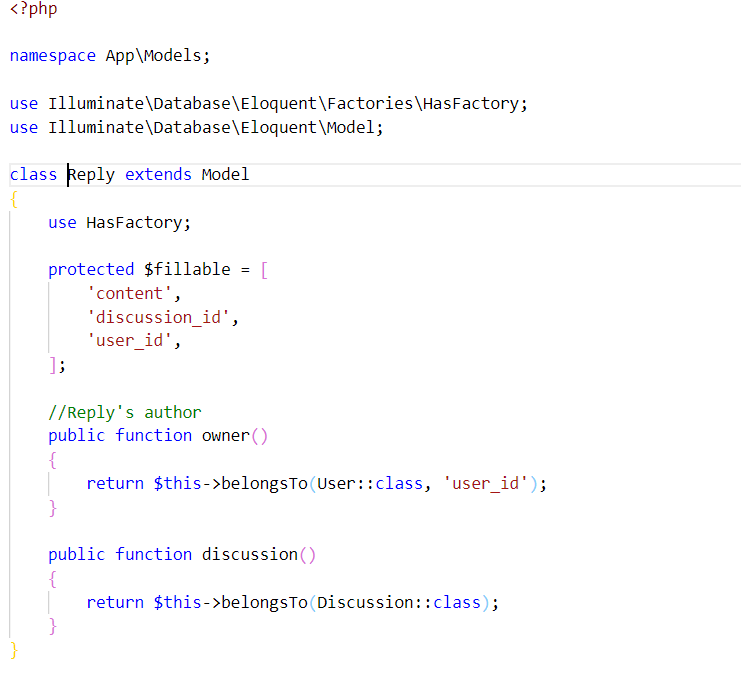 <?php
namespace App\Models;
use Illuminate\Database\Eloquent\Factories\HasFactory;
use Illuminate\Database\Eloquent\Model;
class Reply extends Model
{
    use HasFactory;
    protected $fillable = [
        'content',
        'discussion_id',
        'user_id',
    ];
    //Reply's author
    public function owner()
    {
        return $this->belongsTo(User::class, 'user_id');
    }
    public function discussion()
    {
        return $this->belongsTo(Discussion::class);
    }
}